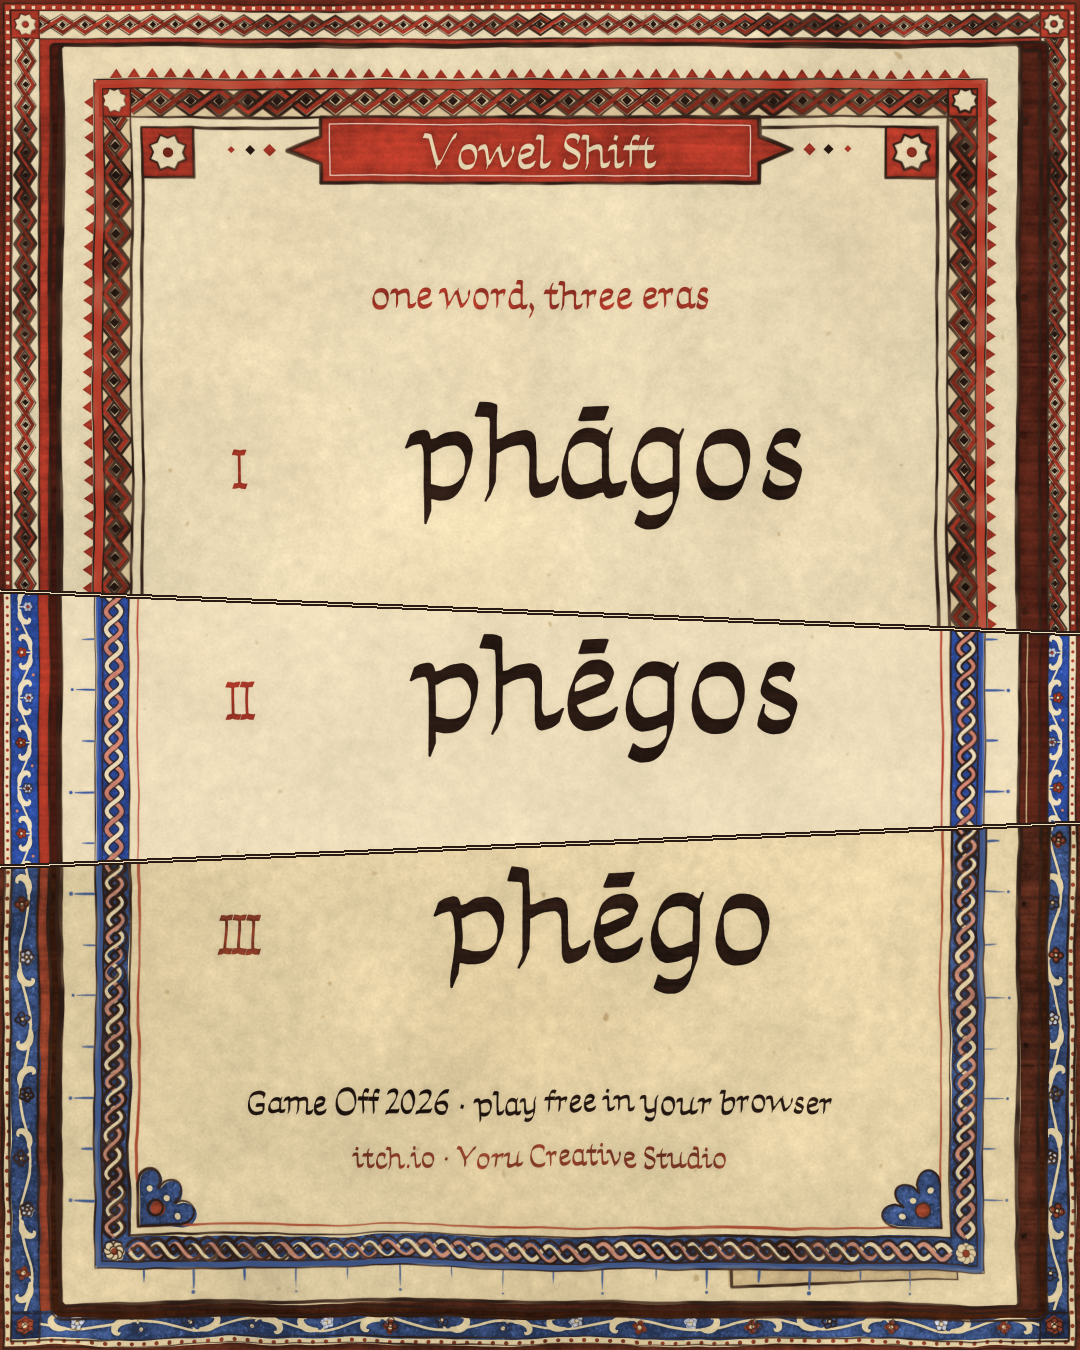 Vowel Shift
one word, three eras
I phāgos
II phēgos
III phēgo
Game Off 2026 · play free in your browser
itch.io · Yoru Creative Studio